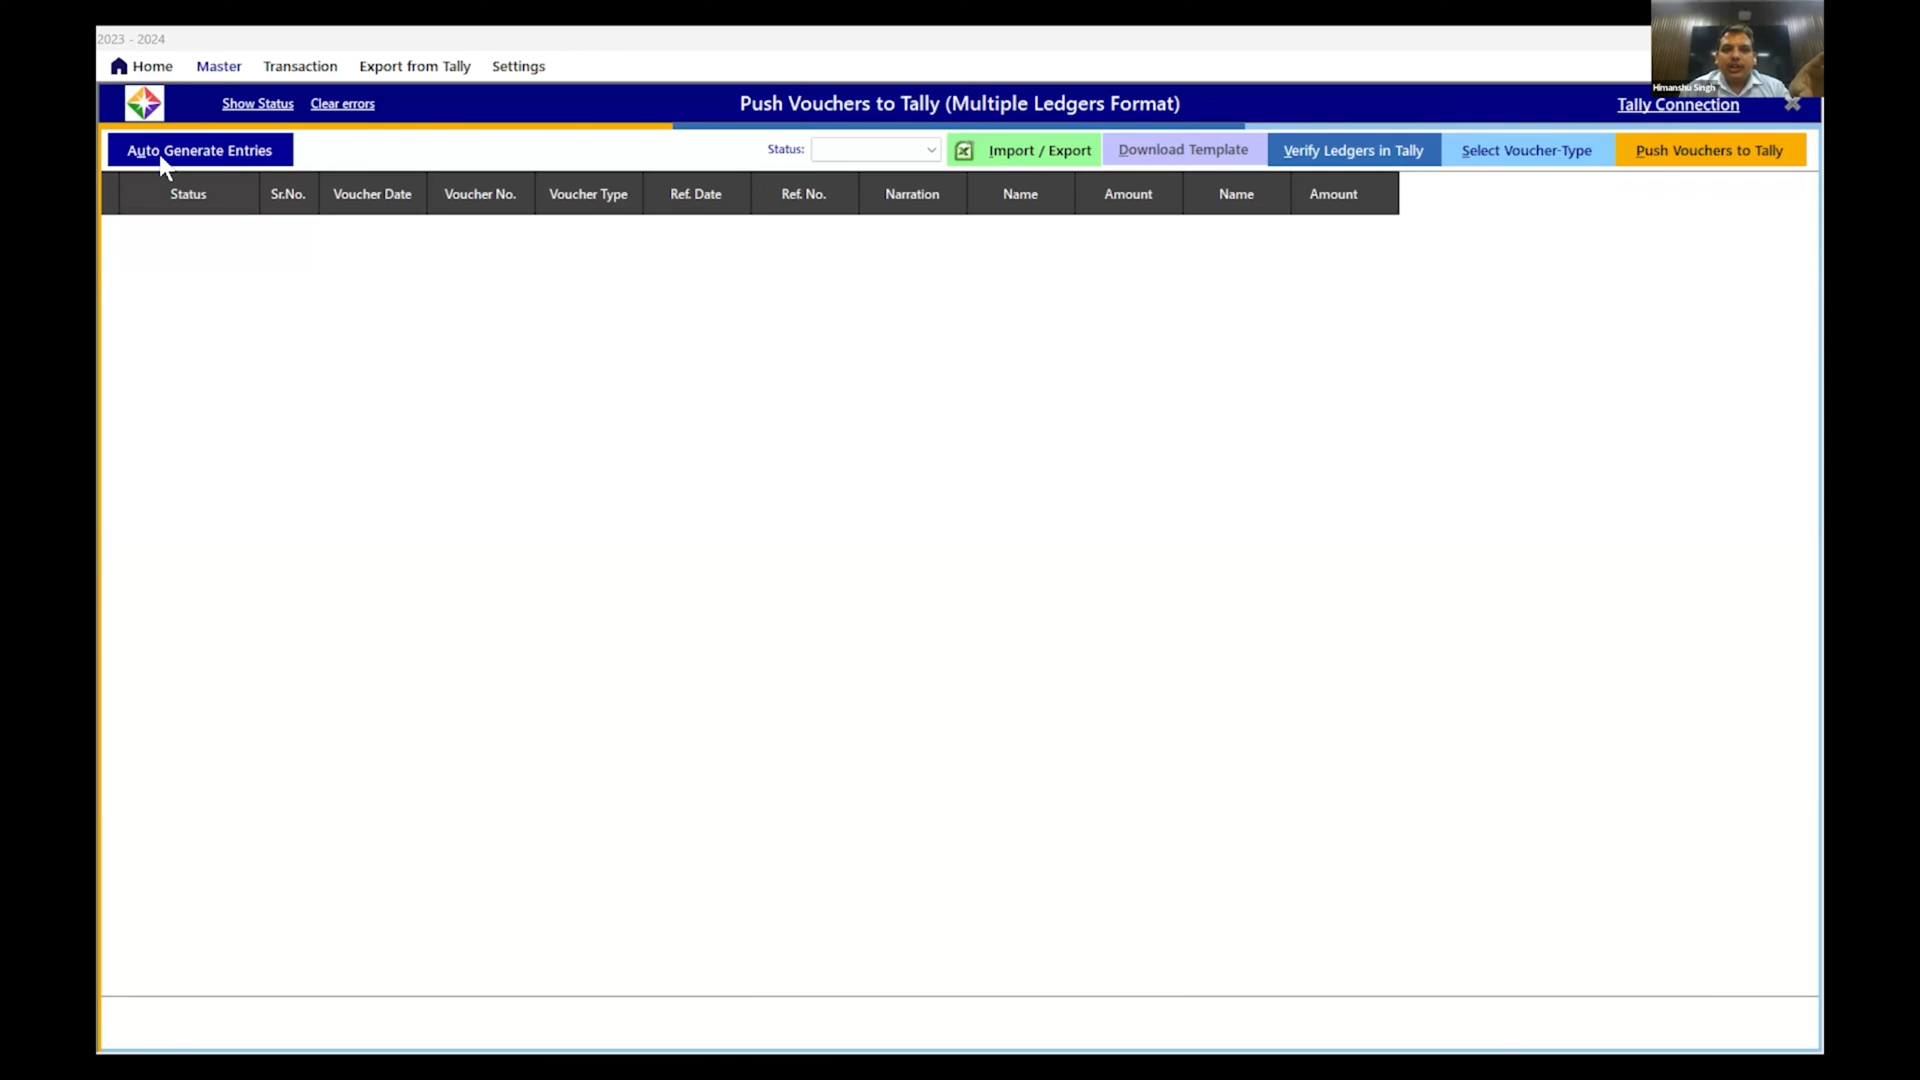 2023 - 2024
Home Master Transaction Export from Tally Settings
Himanshu Singh
Show Status Clear errors Push Vouchers to Tally (Multiple Ledgers Format) Tally Connection
Auto Generate Entries Status: Import / Export Download Template Verify Ledgers in Tally Select Voucher-Type Push Vouchers to Tally
Status Sr.No. Voucher Date Voucher No. Voucher Type Ref. Date Ref. No. Narration Name Amount Name Amount